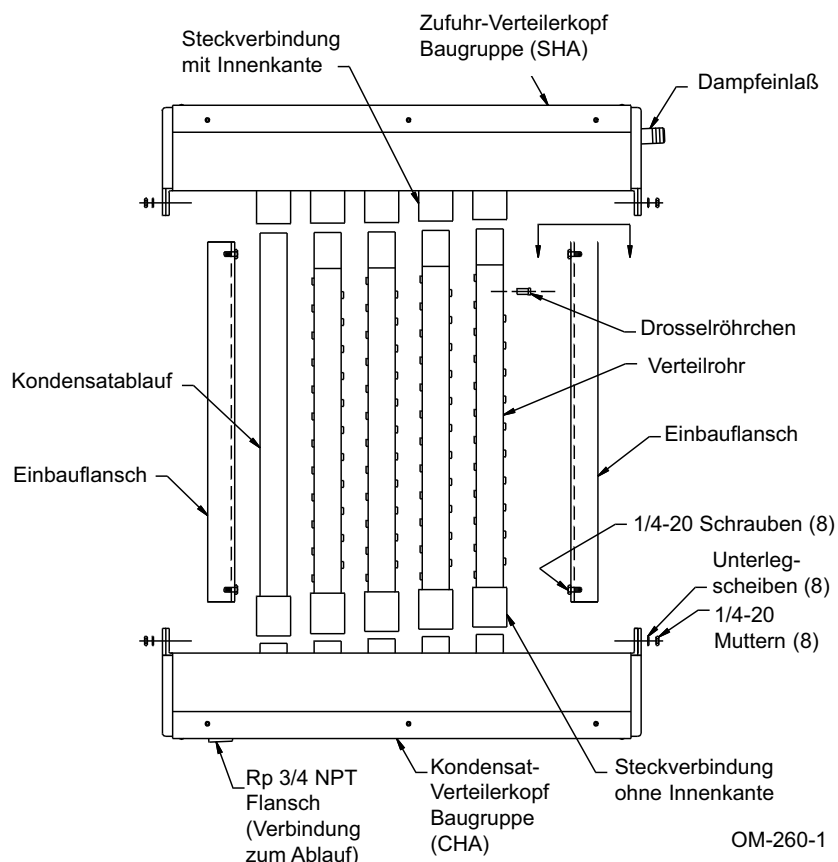 Steckverbindung
mit Innenkante
Zufuhr-Verteilerkopf
Baugruppe (SHA)
Dampfeinlaß
Drosselröhrchen
Verteilrohr
Kondensatablauf
Einbauflansch
Einbauflansch
1/4-20 Schrauben (8)
Unterleg-
scheiben (8)
1/4-20
Muttern (8)
Rp 3/4 NPT
Flansch
(Verbindung
zum Ablauf)
Kondensat-
Verteilerkopf
Baugruppe
(CHA)
Steckverbindung
ohne Innenkante
OM-260-1